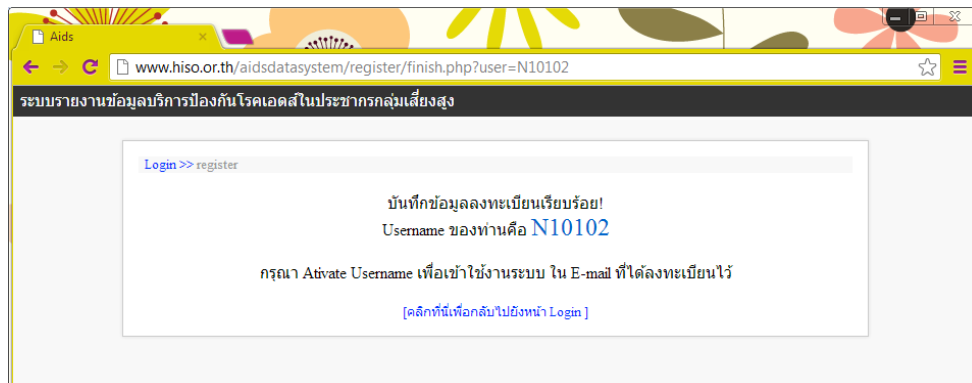 Aids
www.hiso.or.th/aidsdatasystem/register/finish.php?user=N10102
ระบบรายงานข้อมูลบริการป้องกันโรคเอดส์ในประชากรกลุ่มเสี่ยงสูง
Login >> register
บันทึกข้อมูลลงทะเบียนเรียบร้อย!
Username ของท่านคือ N10102
กรุณา Ativate Username เพื่อเข้าใช้งานระบบ ใน E-mail ที่ได้ลงทะเบียนไว้
[คลิกที่นี่เพื่อกลับไปยังหน้า Login ]